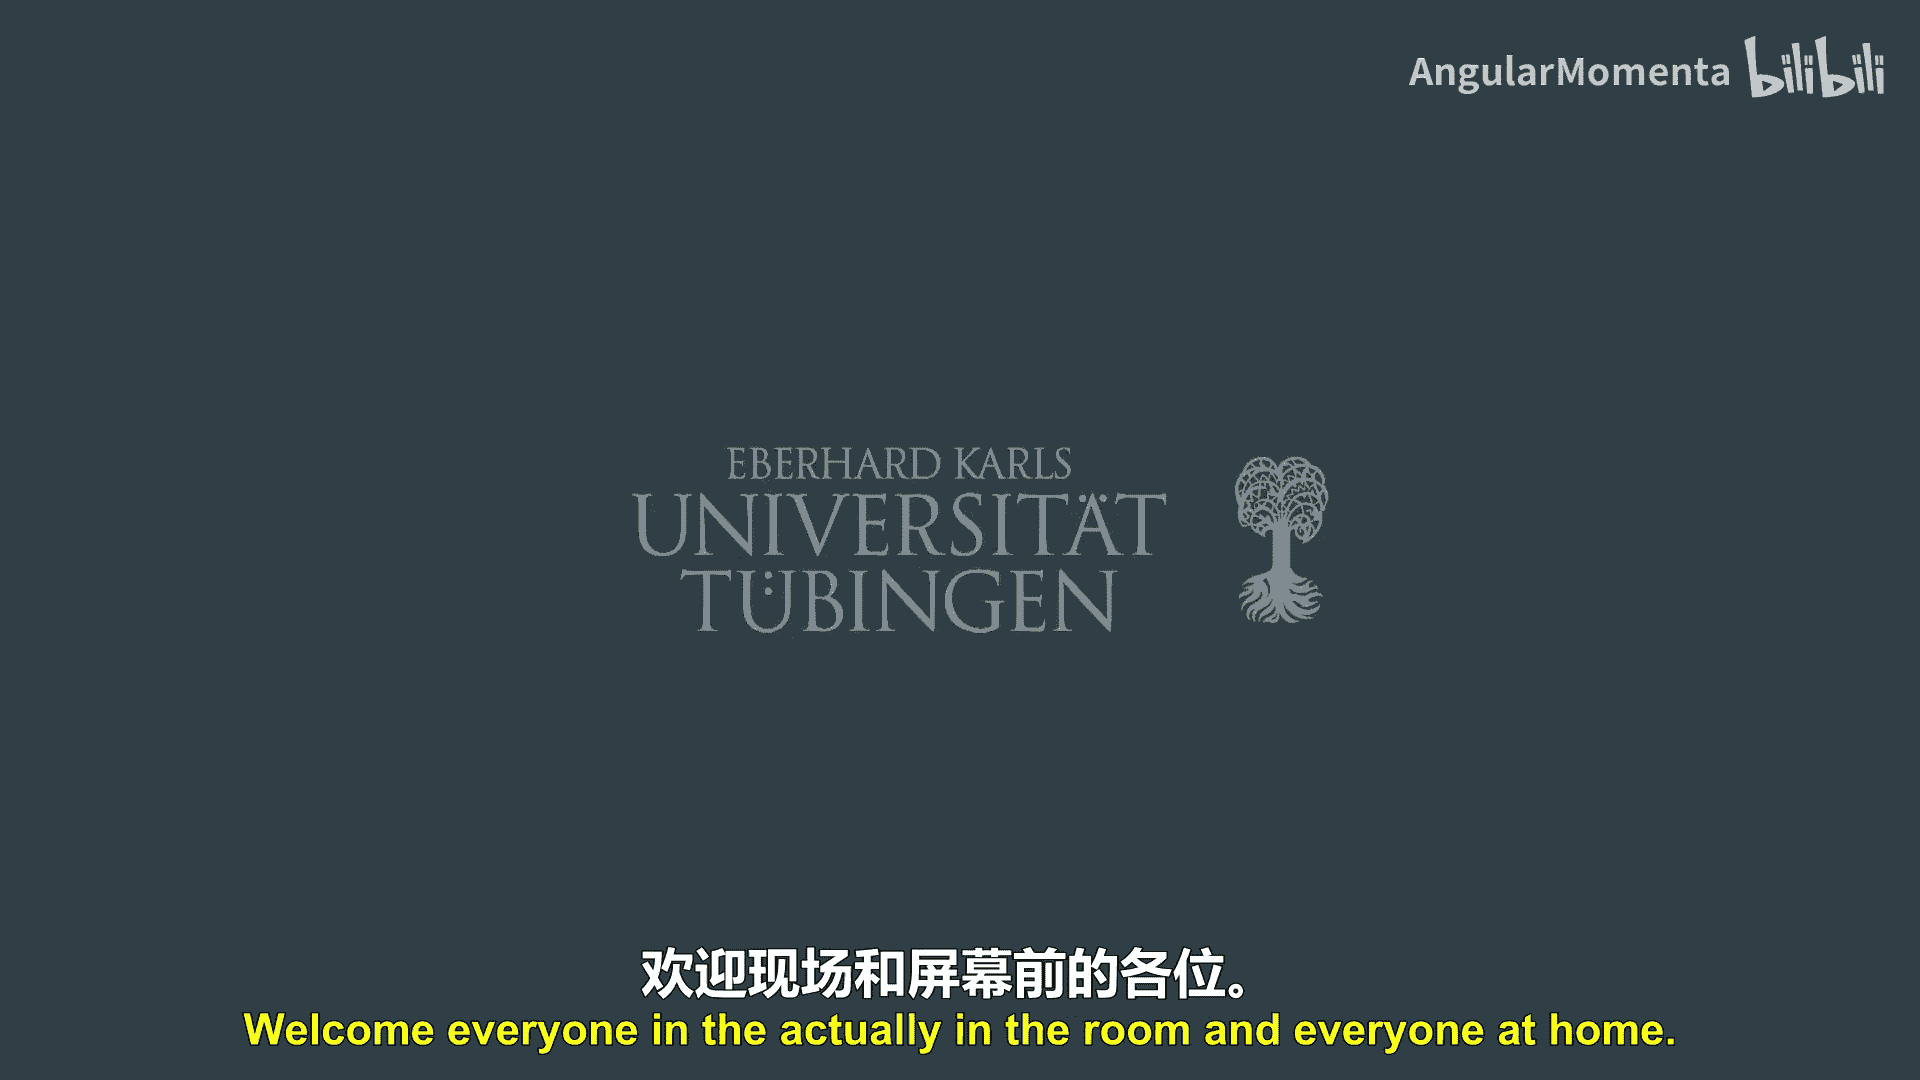 AngularMomenta bilibili
EBERHARD KARLS
UNIVERSITÄT
TÜBINGEN
欢迎现场和屏幕前的各位。
Welcome everyone in the actually in the room and everyone at home.